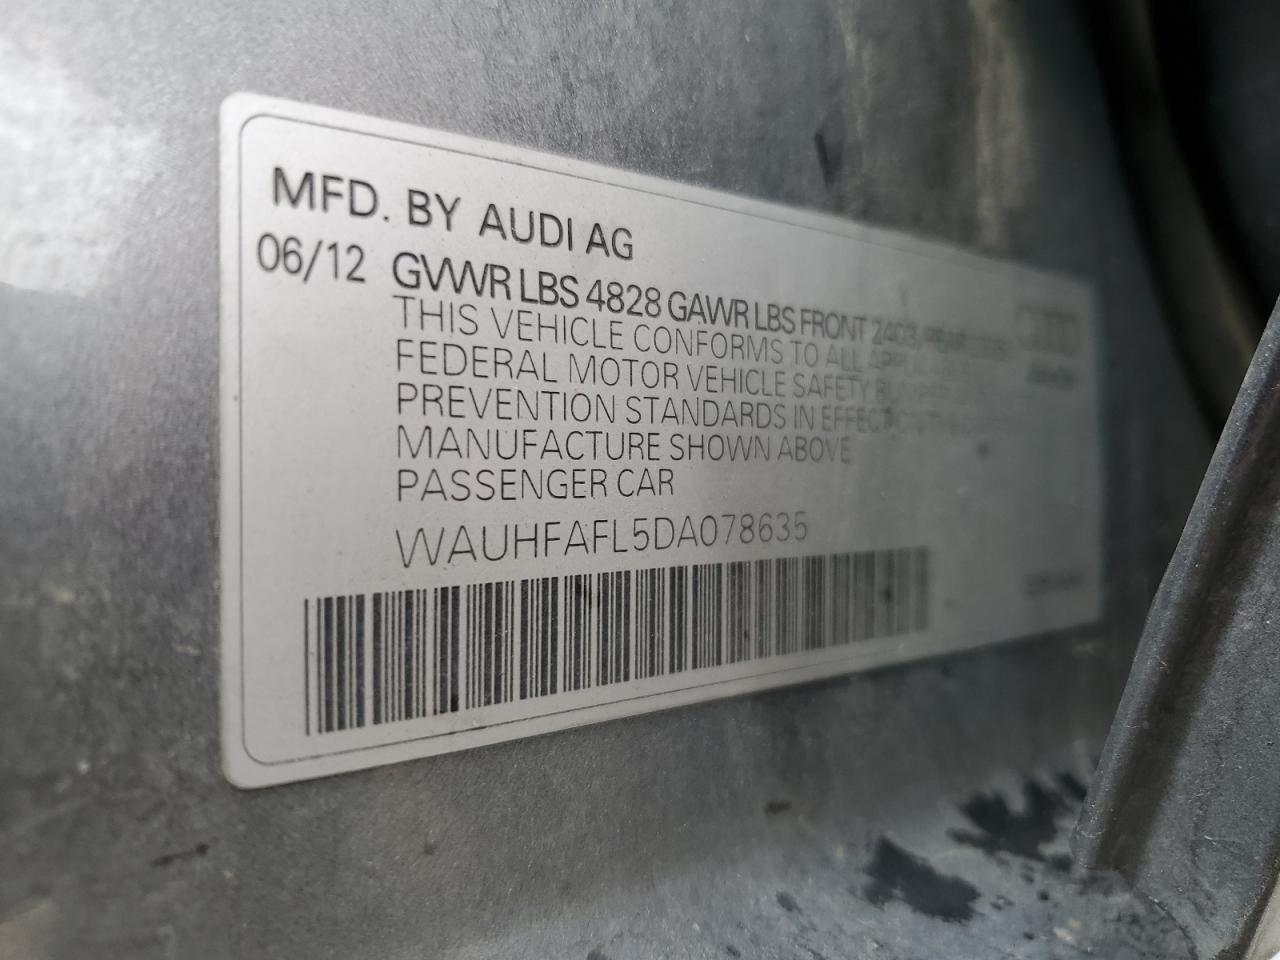 MFD. BY AUDI AG
06/12 GVWR LBS 4828 GAWR LBS FRONT
THIS VEHICLE CONFORMS TO ALL
FEDERAL MOTOR VEHICLE SAFETY
PREVENTION STANDARDS IN EFFECT
MANUFACTURE SHOWN ABOVE
PASSENGER CAR
WAUHFAFL5DA078635